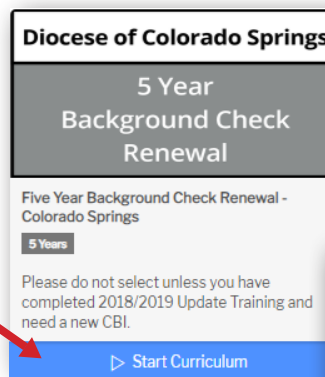 Diocese of Colorado Springs
5 Year
Background Check
Renewal
Five Year Background Check Renewal -
Colorado Springs
5 Years
Please do not select unless you have
completed 2018/2019 Update Training and
need a new CBI.
Start Curriculum